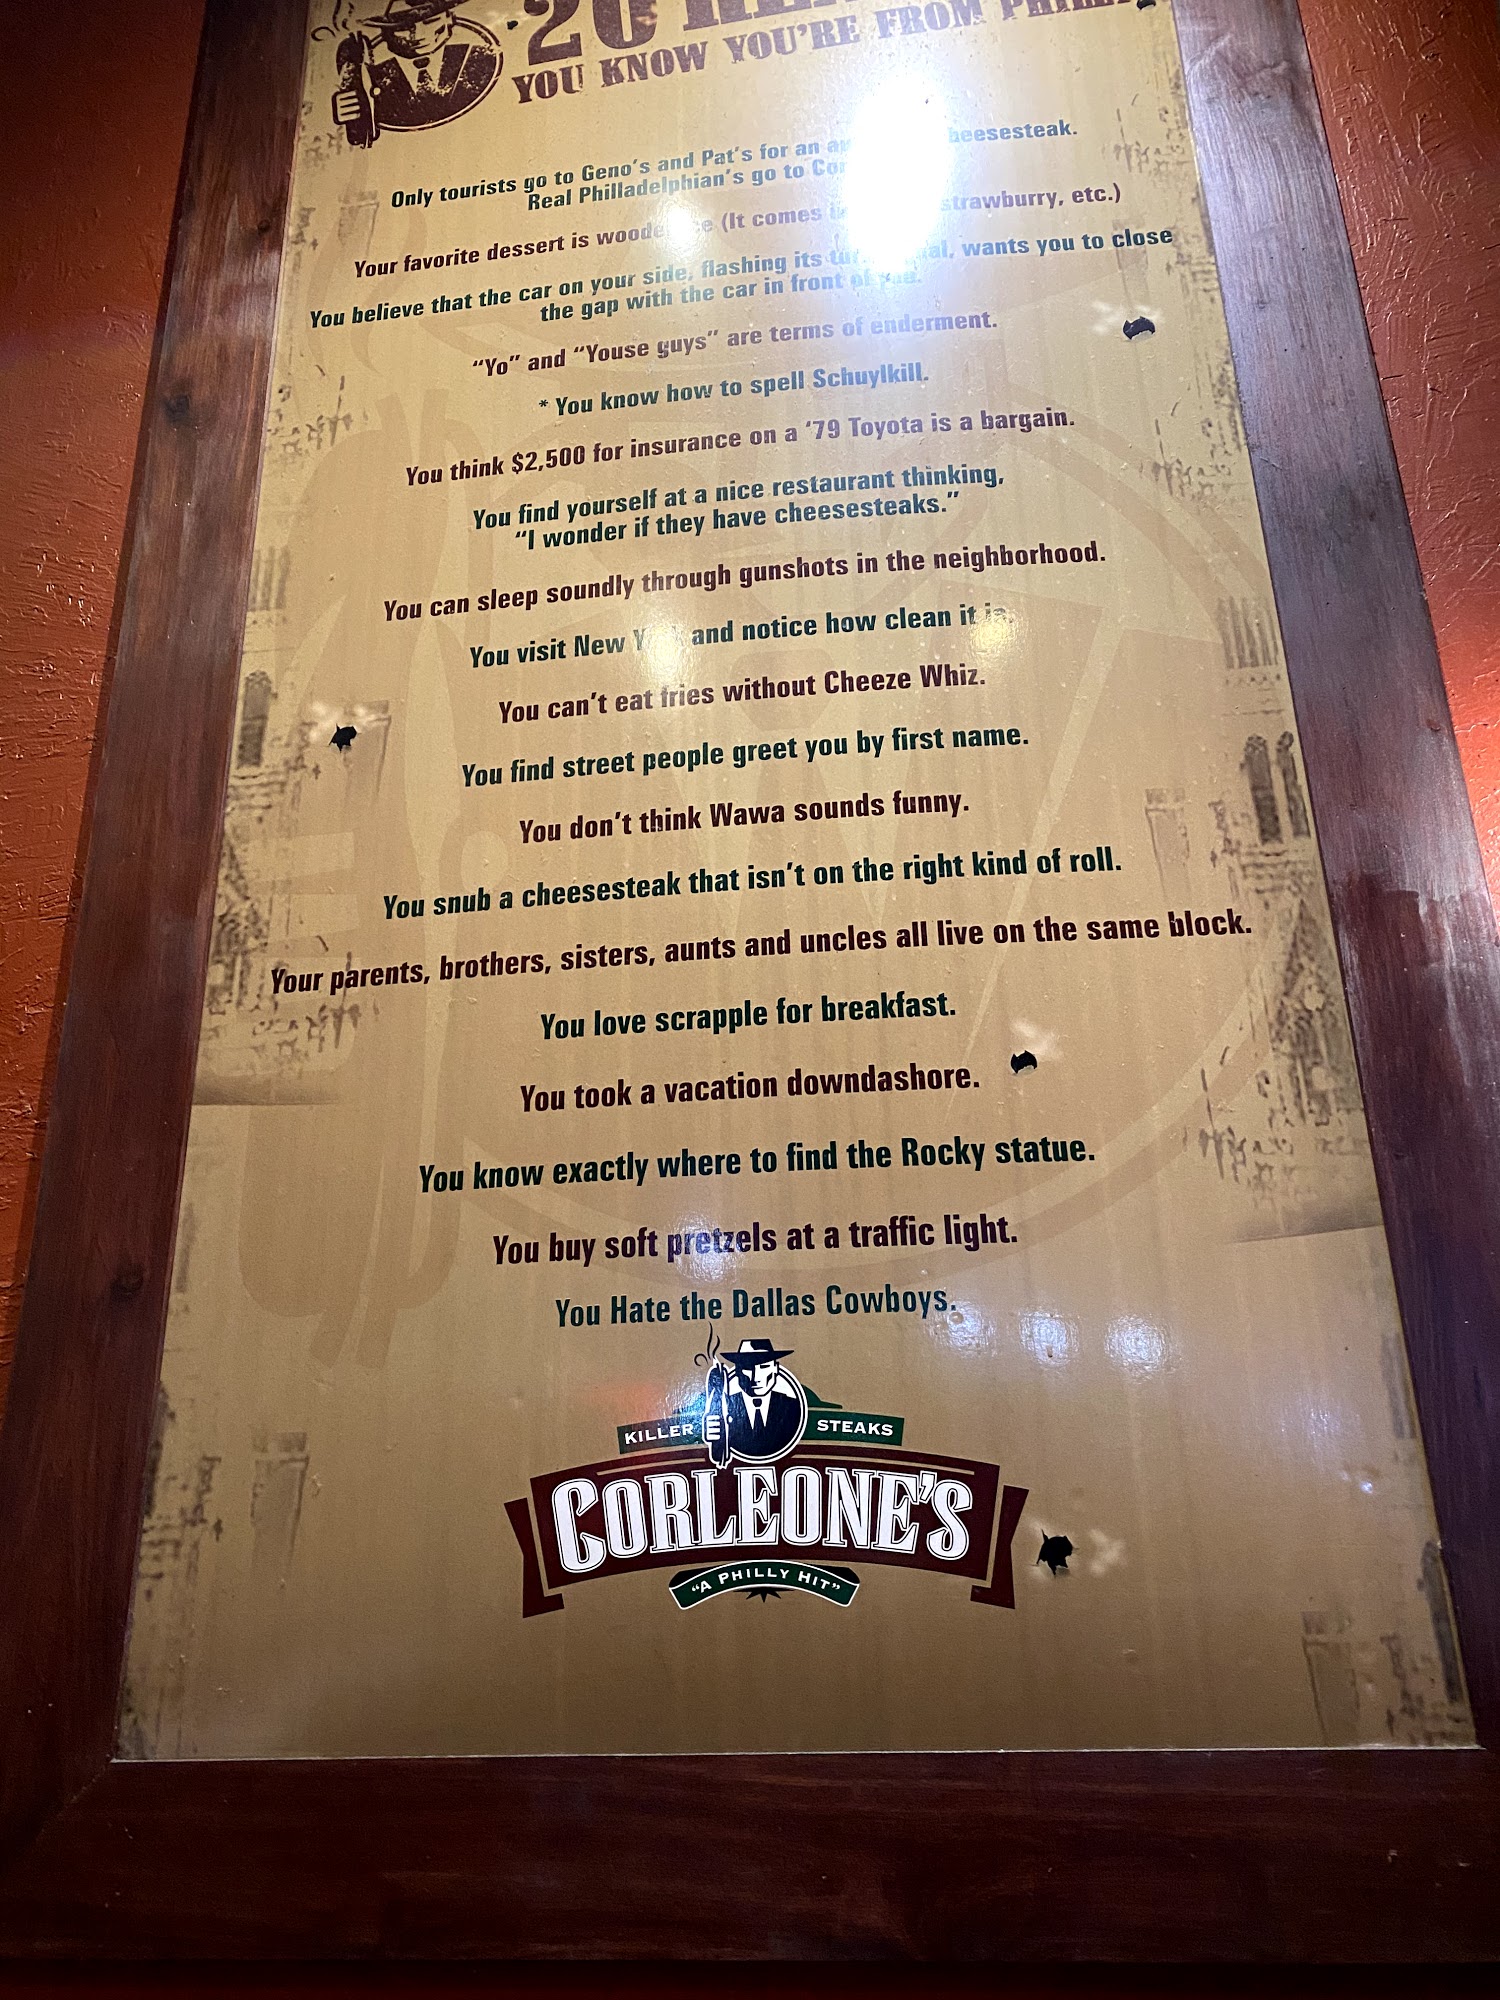 20
YOU KNOW YOU'RE FROM
Only tourists go to Geno's and Pat's for an
Real Philladelphian's go to
Your favorite dessert is (It comes strawburry, etc.)
You believe that the car on your side, flashing its wants you to close
the gap with the car in front of
"Yo" and "Youse guys" are terms of enderment.
* You know how to spell Schuylkill.
You think $2,500 for insurance on a '79 Toyota is a bargain.
You find yourself at a nice restaurant thinking,
"I wonder if they have cheesesteaks."
You can sleep soundly through gunshots in the neighborhood.
You visit New and notice how clean it is.
You can't eat fries without Cheeze Whiz.
You find street people greet you by first name.
You don't think Wawa sounds funny.
You snub a cheesesteak that isn't on the right kind of roll.
Your parents, brothers, sisters, aunts and uncles all live on the same block.
You love scrapple for breakfast.
You took a vacation downdashore.
You know exactly where to find the Rocky statue.
You buy soft pretzels at a traffic light.
You Hate the Dallas Cowboys.
KILLER STEAKS
CORLEONE'S
"A PHILLY HIT"